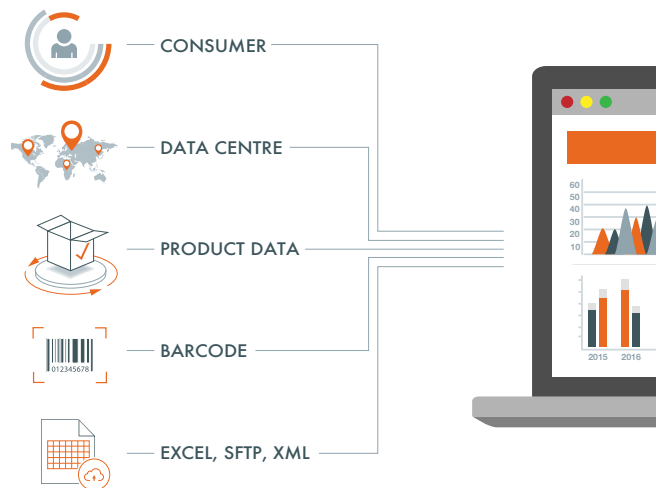 CONSUMER
DATA CENTRE
PRODUCT DATA
BARCODE
012345678
EXCEL, SFTP, XML
60
50
40
30
20
10
2015 2016